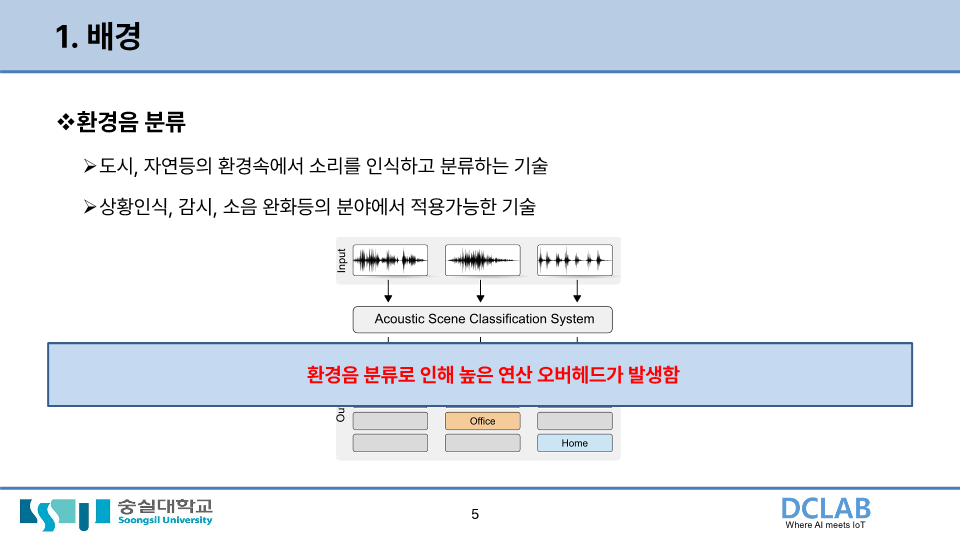 1. 배경
❖환경음 분류
➢도시, 자연등의 환경속에서 소리를 인식하고 분류하는 기술
➢상황인식, 감시, 소음 완화등의 분야에서 적용가능한 기술
Input
Acoustic Scene Classification System
환경음 분류로 인해 높은 연산 오버헤드가 발생함
Office
Home
숭실대학교
Soongsil University
5
DCLAB
Where AI meets IoT